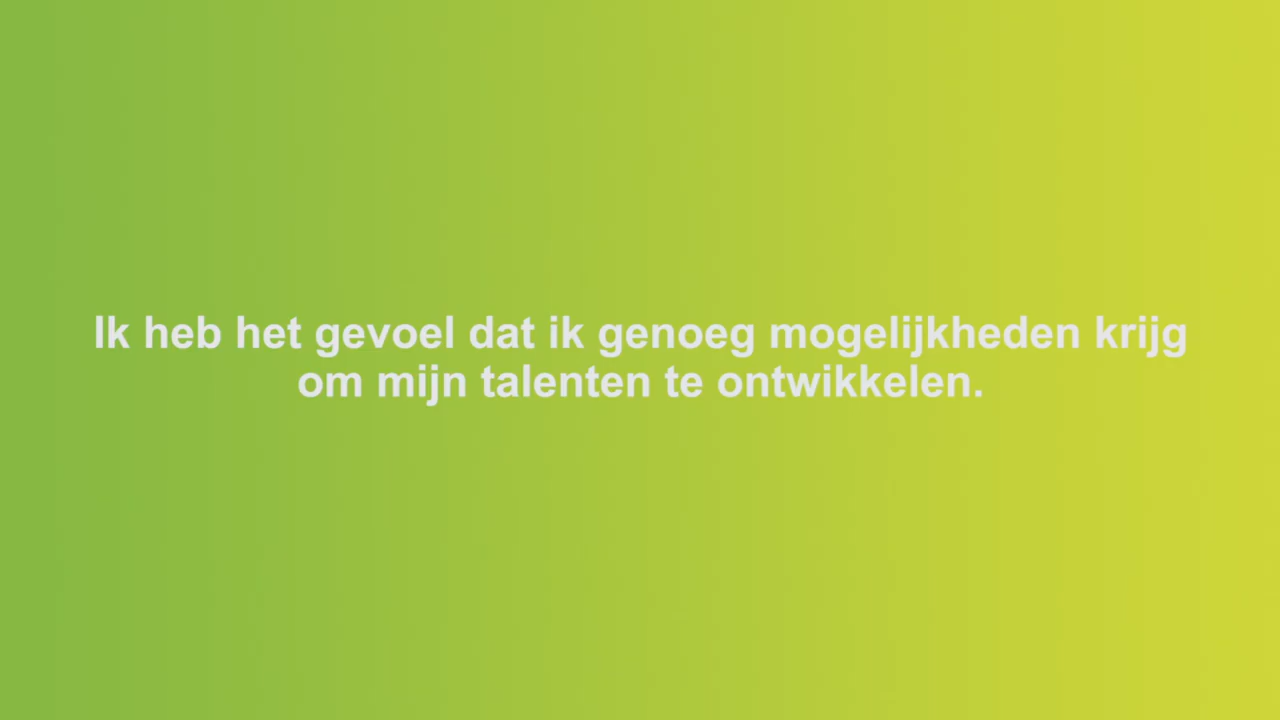 Ik heb het gevoel dat ik genoeg mogelijkheden krijg
om mijn talenten te ontwikkelen.